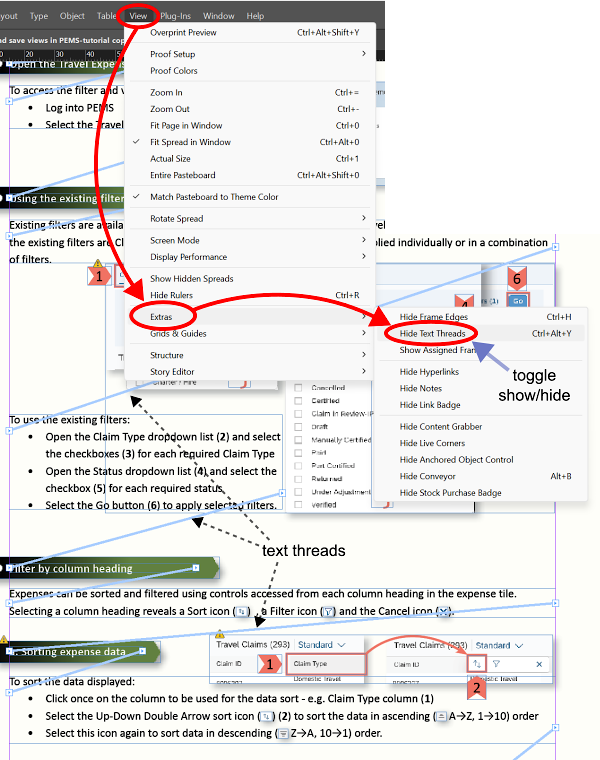 Type Object Table View Plug-Ins Window Help
nd save views in PEMS-tutorial cop
10 20 30 100
Overprint Preview Ctrl+Alt+Shift+Y
Proof Setup
Proof Colors
Zoom In Ctrl+=
Zoom Out Ctrl+-
Fit Page in Window Ctrl+0
Fit Spread in Window Ctrl+Alt+0
Actual Size Ctrl+1
Entire Pasteboard Ctrl+Alt+Shift+0
Match Pasteboard to Theme Color
Rotate Spread
Screen Mode
Display Performance
Show Hidden Spreads
Hide Rulers Ctrl+R
Extras
Grids & Guides
Structure
Story Editor
Hide Frame Edges Ctrl+H
Hide Text Threads Ctrl+Alt+Y
Show Assigned Fram
Hide Hyperlinks
Hide Notes
Hide Link Badge
Hide Content Grabber
Hide Live Corners
Hide Anchored Object Control
Hide Conveyor Alt+B
Hide Stock Purchase Badge
toggle
show/hide
Open the Travel Expens
To access the filter and v
• Log into PEMS
• Select the Travel
Using the existing filter
Existing filters are availa vel
the existing filters are Cl plied individually or in a combination
of filters.
1
6
4
(1) Go
Charter / Hire
Cancelled
Certified
Claim in Review-IP
Draft
Manually Certified
Paid
Part Certified
Returned
Under Adjustment
verified
To use the existing filters:
• Open the Claim Type dropdown list (2) and select
the checkboxes (3) for each required Claim Type
• Open the Status dropdown list (4) and select the
checkbox (5) for each required status
• Select the Go button (6) to apply selected filters.
text threads
Filter by column heading
Expenses can be sorted and filtered using controls accessed from each column heading in the expense tile.
Selecting a column heading reveals a Sort icon (↑↓) , a Filter icon (▽) and the Cancel icon (✕).
. Sorting expense data
Travel Claims (293) Standard
Claim ID 1 Claim Type
Domestic Travel
Travel Claims (293) Standard
Claim ID ↑↓ ✕
2
Domestic Travel
To sort the data displayed:
• Click once on the column to be used for the data sort - e.g. Claim Type column (1)
• Select the Up-Down Double Arrow sort icon (↑↓) (2) to sort the data in ascending (A→Z, 1→10) order
• Select this icon again to sort data in descending (Z→A, 10→1) order.